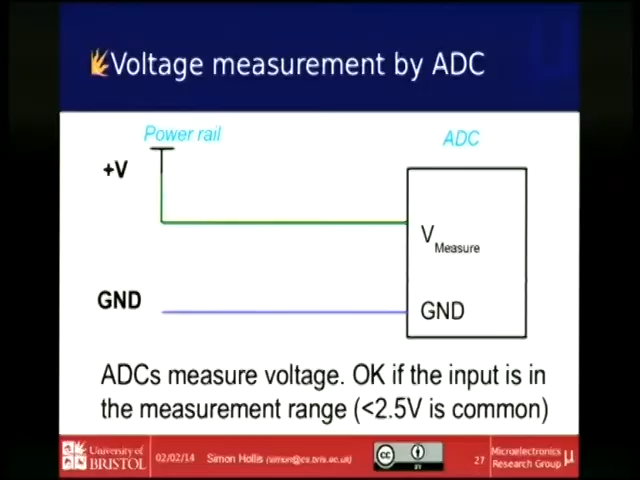 Voltage measurement by ADC
Power rail
ADC
+V
V Measure
GND
GND
ADCs measure voltage. OK if the input is in
the measurement range (<2.5V is common)
University of
BRISTOL
02/02/14
Simon Hollis (simon@cs.bris.ac.uk)
cc
BY
27
Microelectronics
Research Group
μ